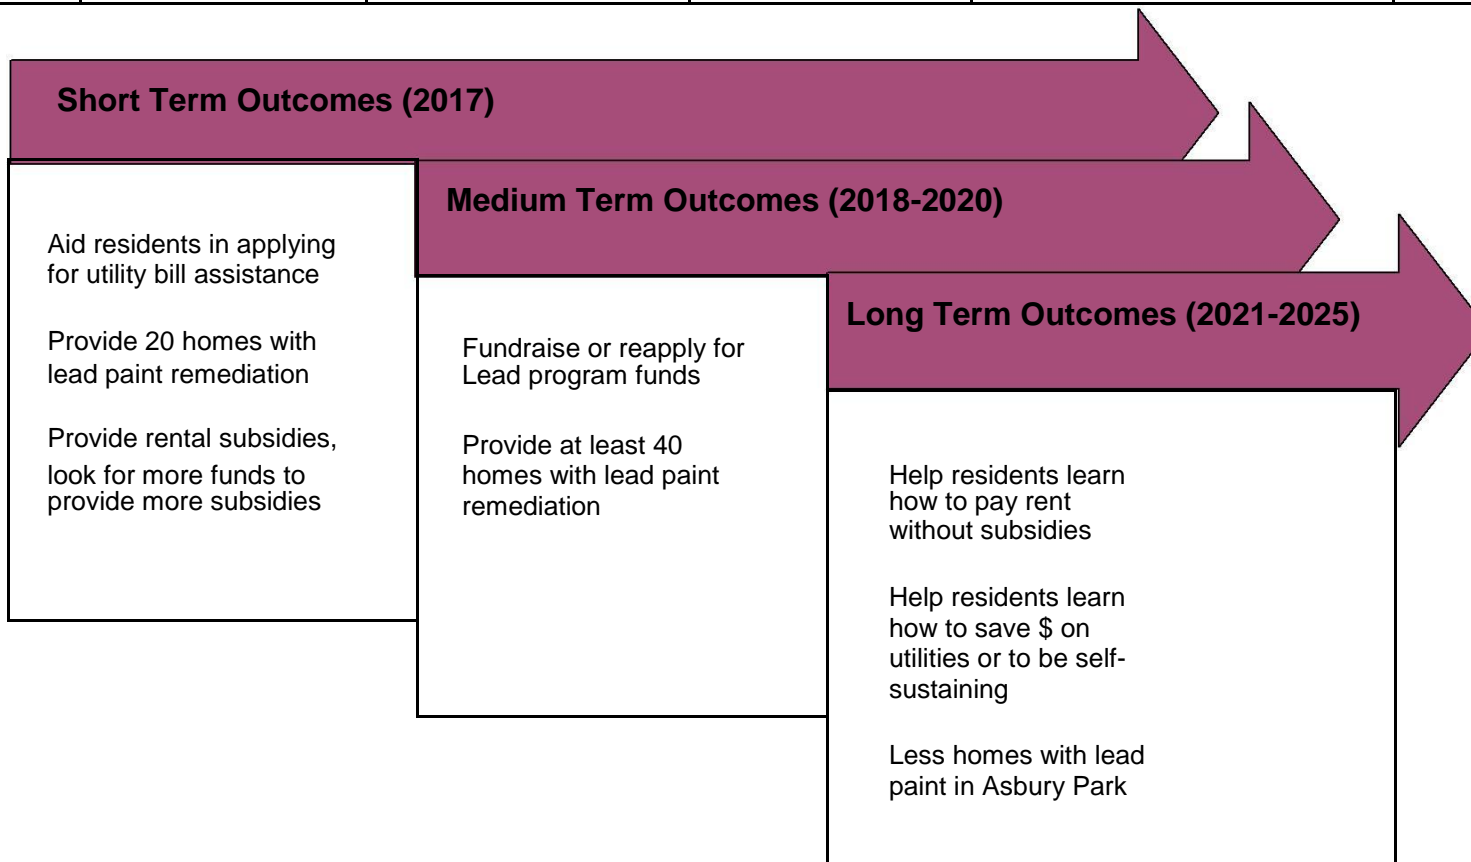 Short Term Outcomes (2017)
Aid residents in applying
for utility bill assistance
Provide 20 homes with
lead paint remediation
Provide rental subsidies,
look for more funds to
provide more subsidies
Medium Term Outcomes (2018-2020)
Fundraise or reapply for
Lead program funds
Provide at least 40
homes with lead paint
remediation
Long Term Outcomes (2021-2025)
Help residents learn
how to pay rent
without subsidies
Help residents learn
how to save $ on
utilities or to be self-
sustaining
Less homes with lead
paint in Asbury Park